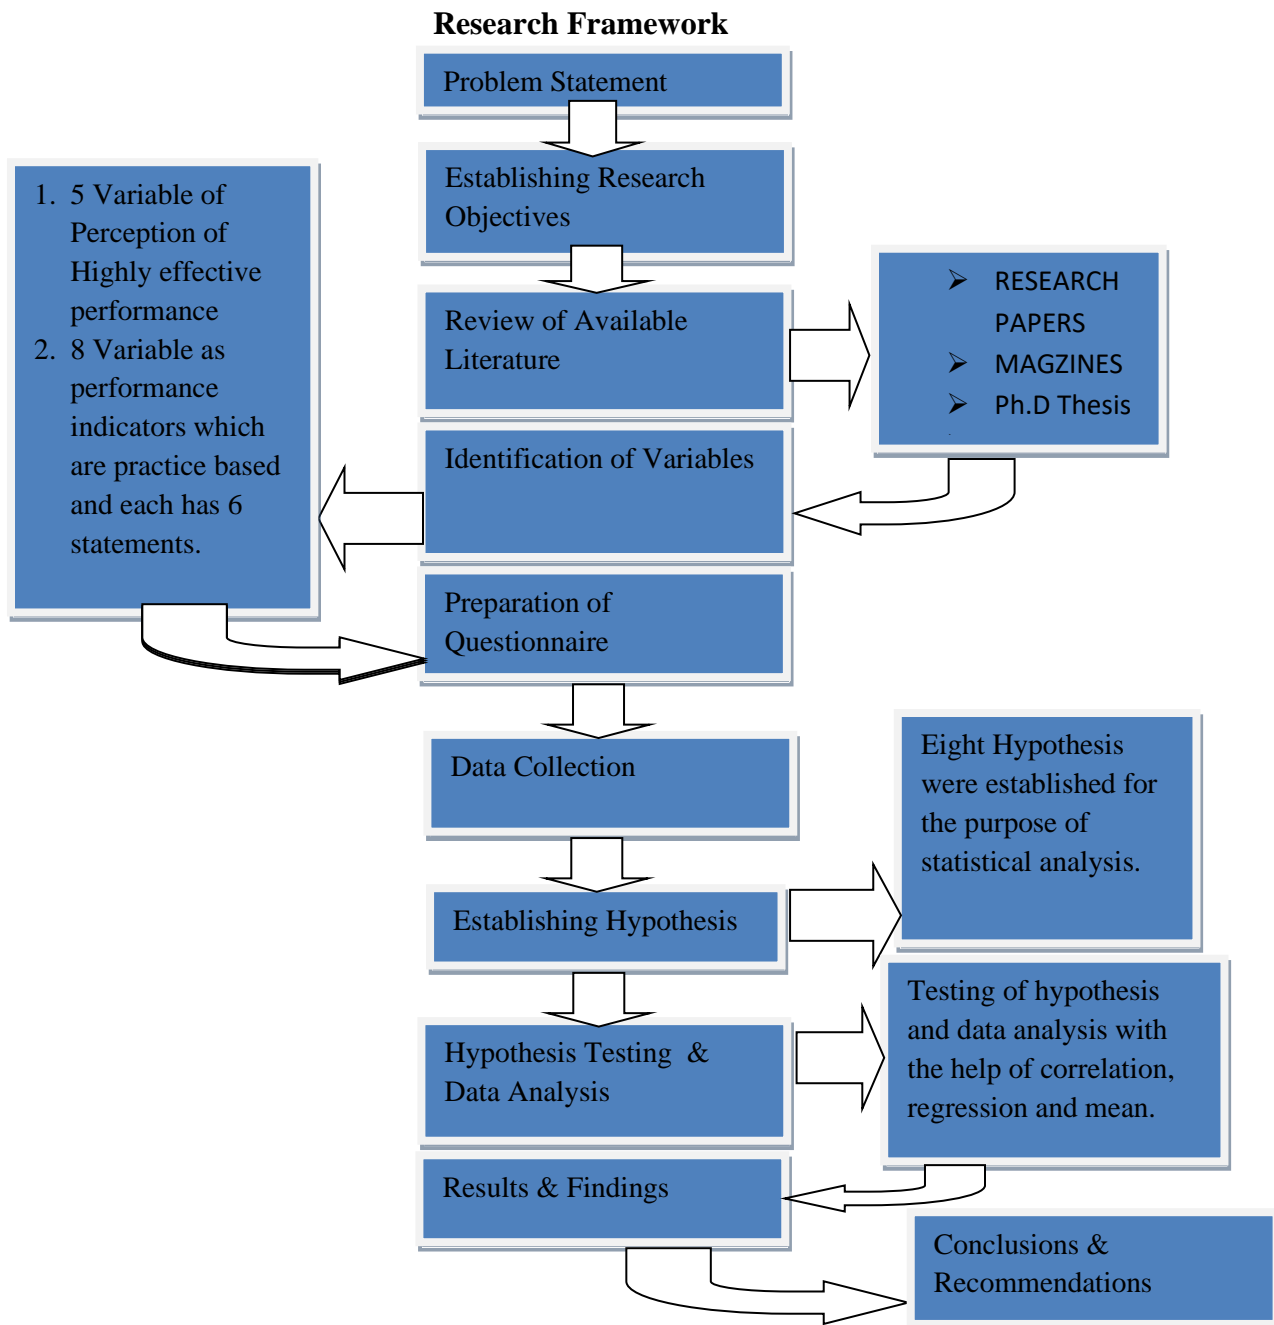 Research Framework
Problem Statement
Establishing Research
Objectives
1. 5 Variable of
Perception of
Highly effective
performance
2. 8 Variable as
performance
indicators which
are practice based
and each has 6
statements.
Review of Available
Literature
➢ RESEARCH
PAPERS
➢ MAGZINES
➢ Ph.D Thesis
Identification of Variables
Preparation of
Questionnaire
Data Collection
Eight Hypothesis
were established for
the purpose of
statistical analysis.
Establishing Hypothesis
Hypothesis Testing &
Data Analysis
Testing of hypothesis
and data analysis with
the help of correlation,
regression and mean.
Results & Findings
Conclusions &
Recommendations